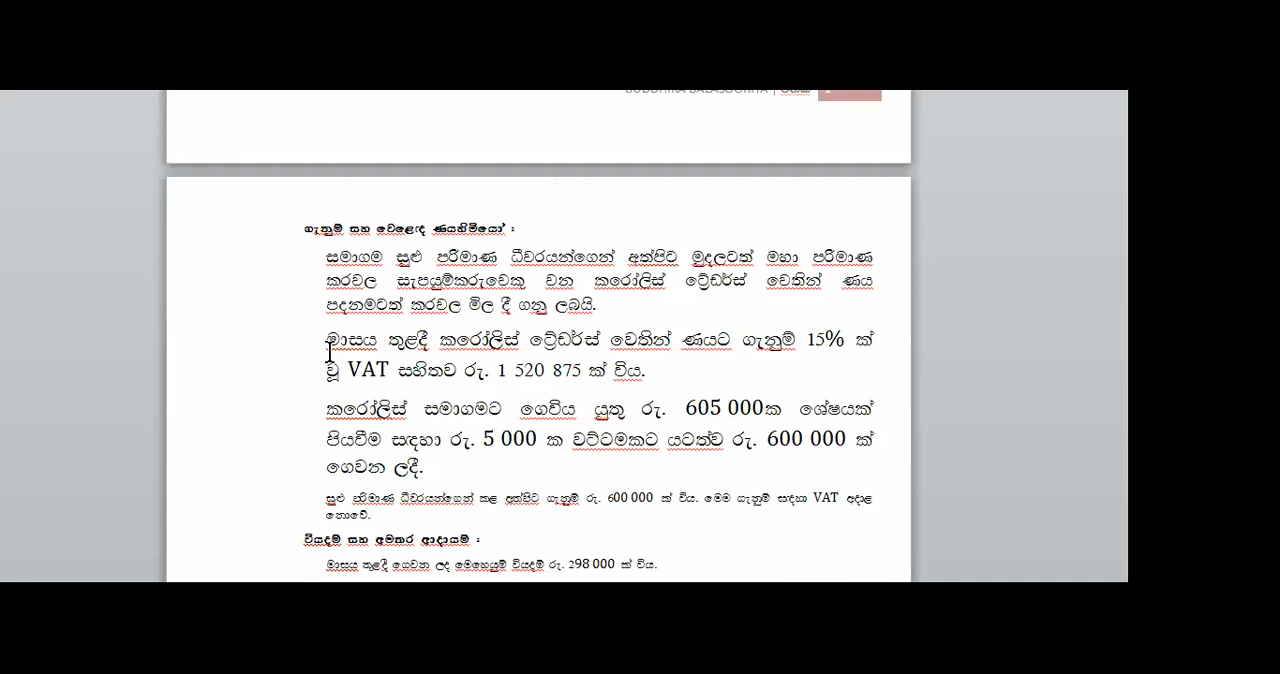 ගැනුම් සහ වෙළෙඳ ණයහිමියෝ :
සමාගම සුළු පරිමාණ ධීවරයන්ගෙන් අත්පිට මුදලටත් මහා පරිමාණ
කරවල සැපයුම්කරුවෙකු වන කරෝලිස් ට්‍රේඩර්ස් වෙතින් ණය
පදනමටත් කරවල මිල දී ගනු ලබයි.
මාසය තුළදී කරෝලිස් ට්‍රේඩර්ස් වෙතින් ණයට ගැනුම් 15% ක්
වූ VAT සහිතව රු. 1 520 875 ක් විය.
කරෝලිස් සමාගමට ගෙවිය යුතු රු. 605 000ක ශේෂයක්
පියවීම සඳහා රු. 5 000 ක වට්ටමකට යටත්ව රු. 600 000 ක්
ගෙවන ලදී.
සුළු පරිමාණ ධීවරයන්ගෙන් කළ අත්පිට ගැනුම් රු. 600 000 ක් විය. මෙම ගැනුම් සඳහා VAT අදාළ
නොවේ.
වියදම් සහ අමතර ආදායම් :
මාසය තුළදී ගෙවන ලද මෙහෙයුම් වියදම් රු. 298 000 ක් විය.